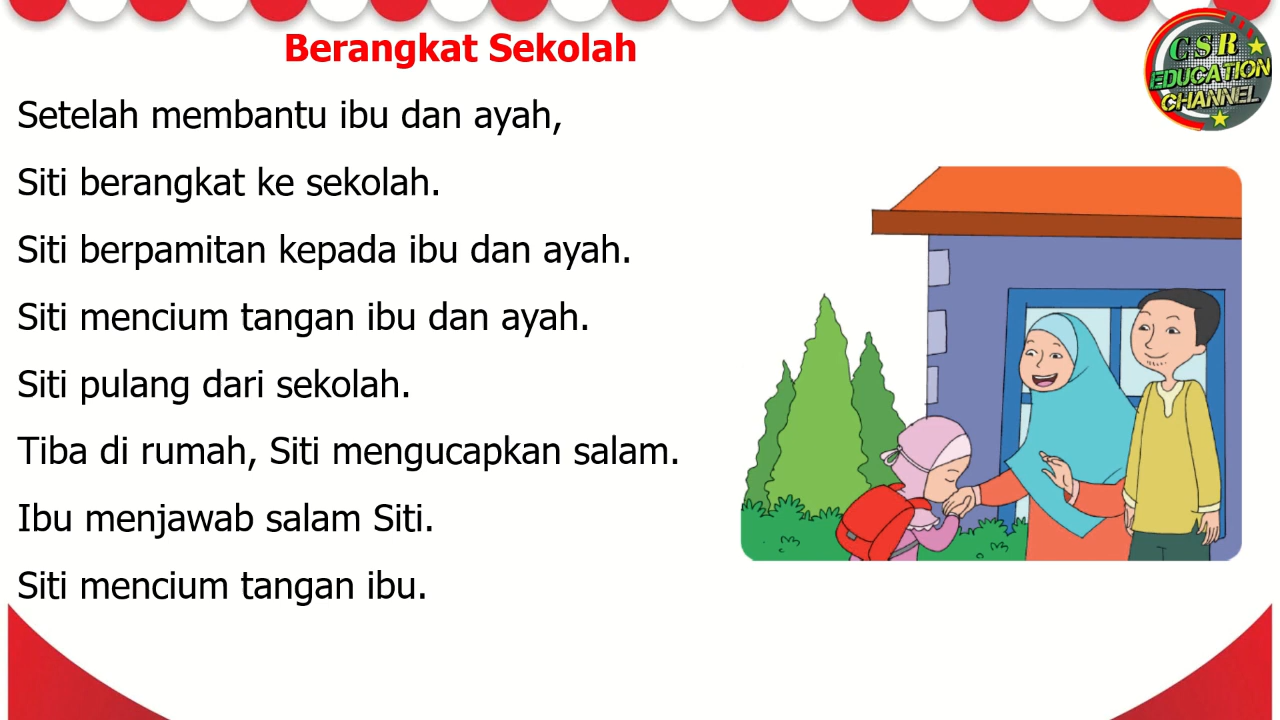 Berangkat Sekolah
CSR
EDUCATION
CHANNEL
Setelah membantu ibu dan ayah,
Siti berangkat ke sekolah.
Siti berpamitan kepada ibu dan ayah.
Siti mencium tangan ibu dan ayah.
Siti pulang dari sekolah.
Tiba di rumah, Siti mengucapkan salam.
Ibu menjawab salam Siti.
Siti mencium tangan ibu.